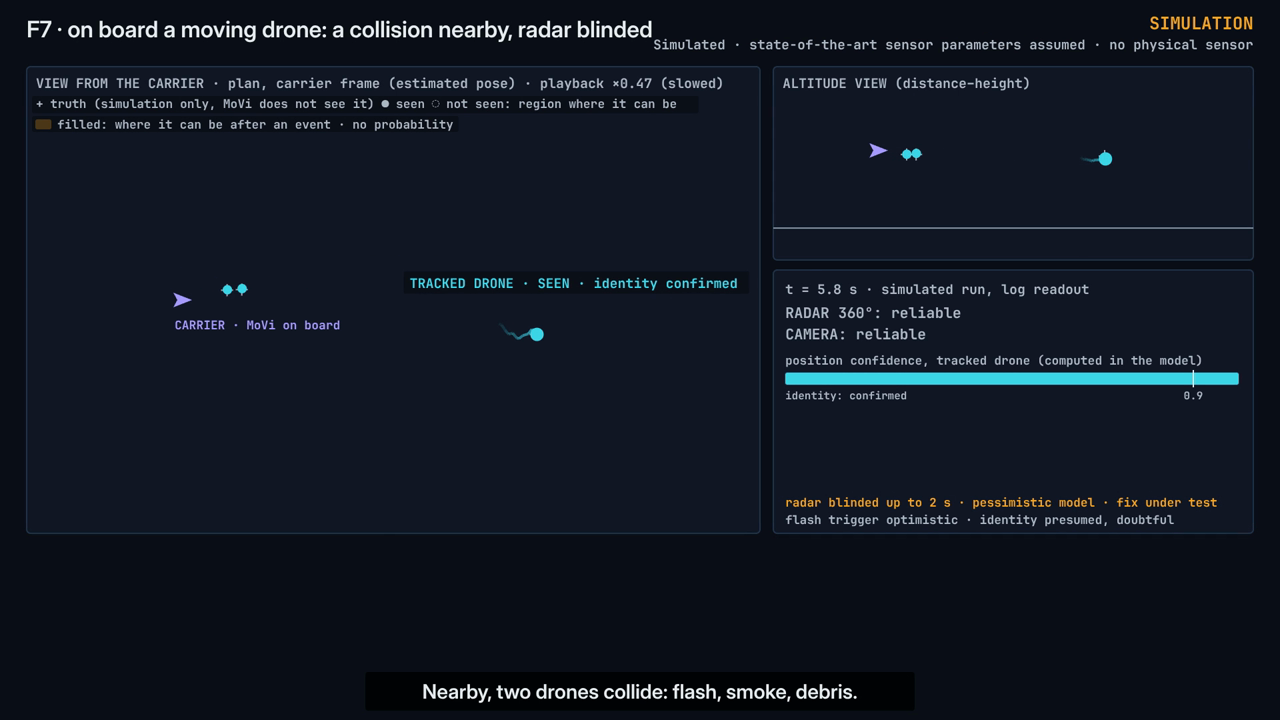 F7 · on board a moving drone: a collision nearby, radar blinded
SIMULATION
Simulated · state-of-the-art sensor parameters assumed · no physical sensor
VIEW FROM THE CARRIER · plan, carrier frame (estimated pose) · playback ×0.47 (slowed)
+ truth (simulation only, MoVi does not see it) ● seen ◌ not seen: region where it can be
filled: where it can be after an event · no probability
TRACKED DRONE · SEEN · identity confirmed
CARRIER · MoVi on board
ALTITUDE VIEW (distance-height)
t = 5.8 s · simulated run, log readout
RADAR 360°: reliable
CAMERA: reliable
position confidence, tracked drone (computed in the model)
identity: confirmed
0.9
radar blinded up to 2 s · pessimistic model · fix under test
flash trigger optimistic · identity presumed, doubtful
Nearby, two drones collide: flash, smoke, debris.